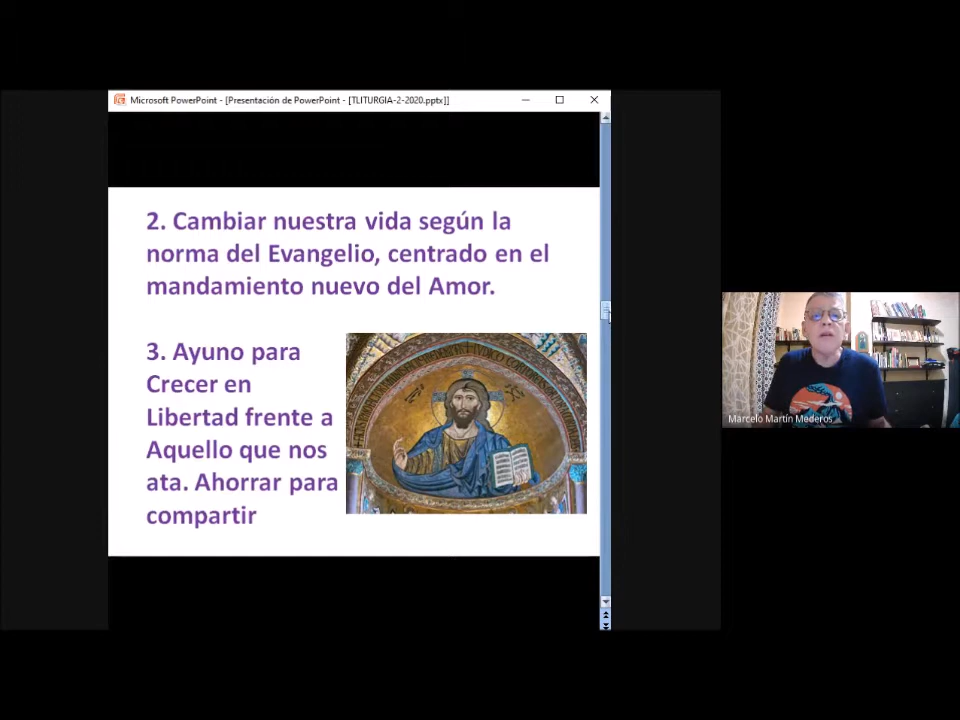 Microsoft PowerPoint - [Presentación de PowerPoint - [TLITURGIA-2-2020.pptx]]
2. Cambiar nuestra vida según la
norma del Evangelio, centrado en el
mandamiento nuevo del Amor.
3. Ayuno para
Crecer en
Libertad frente a
Aquello que nos
ata. Ahorrar para
compartir
Marcelo Martín Mederos